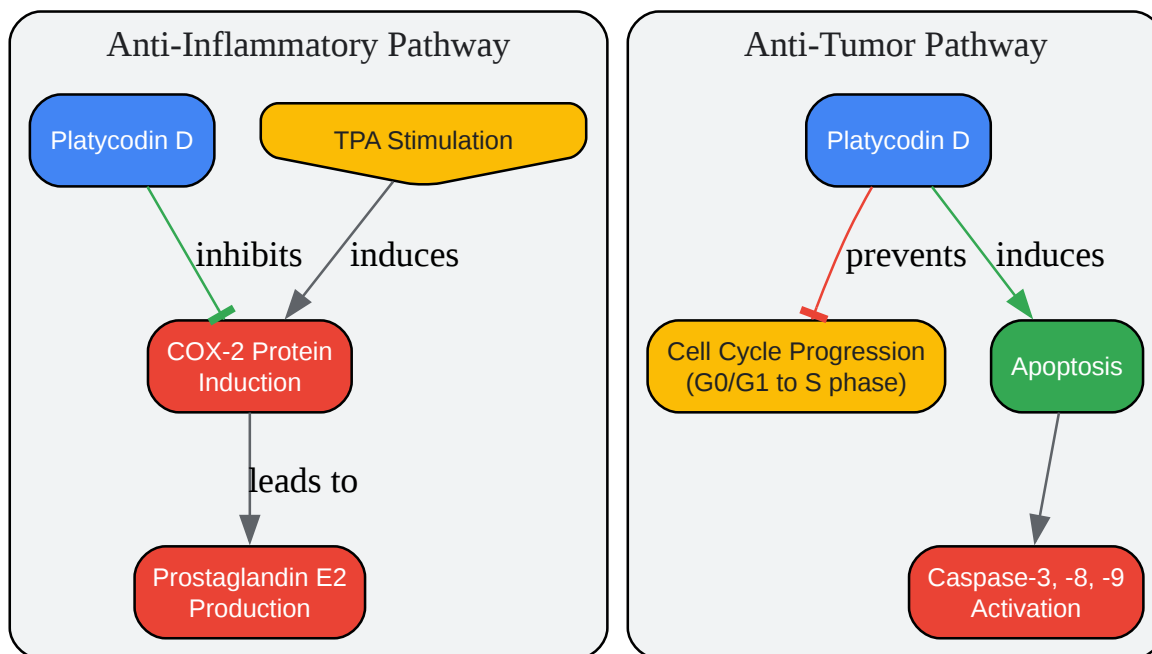 Anti-Inflammatory Pathway
Platycodin D
TPA Stimulation
inhibits
induces
COX-2 Protein
Induction
leads to
Prostaglandin E2
Production
Anti-Tumor Pathway
Platycodin D
prevents
induces
Cell Cycle Progression
(G0/G1 to S phase)
Apoptosis
Caspase-3, -8, -9
Activation